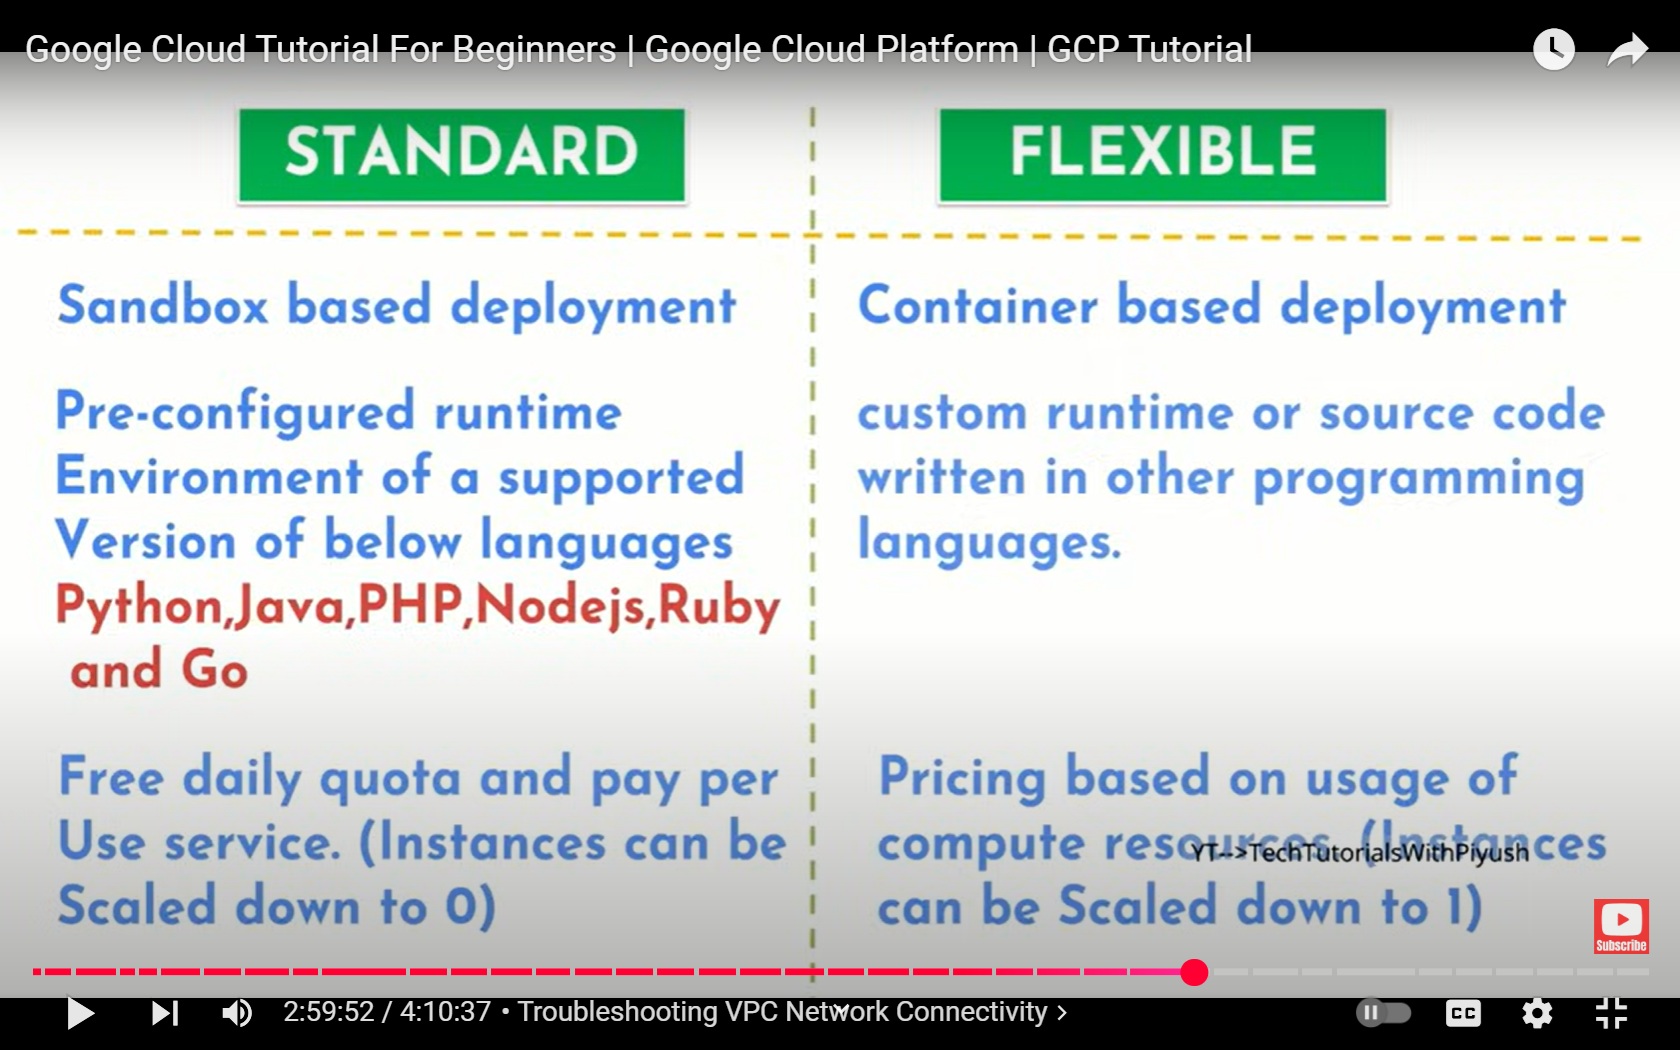 Google Cloud Tutorial For Beginners | Google Cloud Platform | GCP Tutorial
STANDARD
FLEXIBLE
Sandbox based deployment
Container based deployment
Pre-configured runtime
Environment of a supported
Version of below languages
Python,Java,PHP,Nodejs,Ruby
and Go
custom runtime or source code
written in other programming
languages.
Free daily quota and pay per
Use service. (Instances can be
Scaled down to 0)
Pricing based on usage of
compute resources. (Instances
can be Scaled down to 1)
YT-->TechTutorialsWithPiyush
Subscribe
2:59:52 / 4:10:37 • Troubleshooting VPC Network Connectivity >
CC